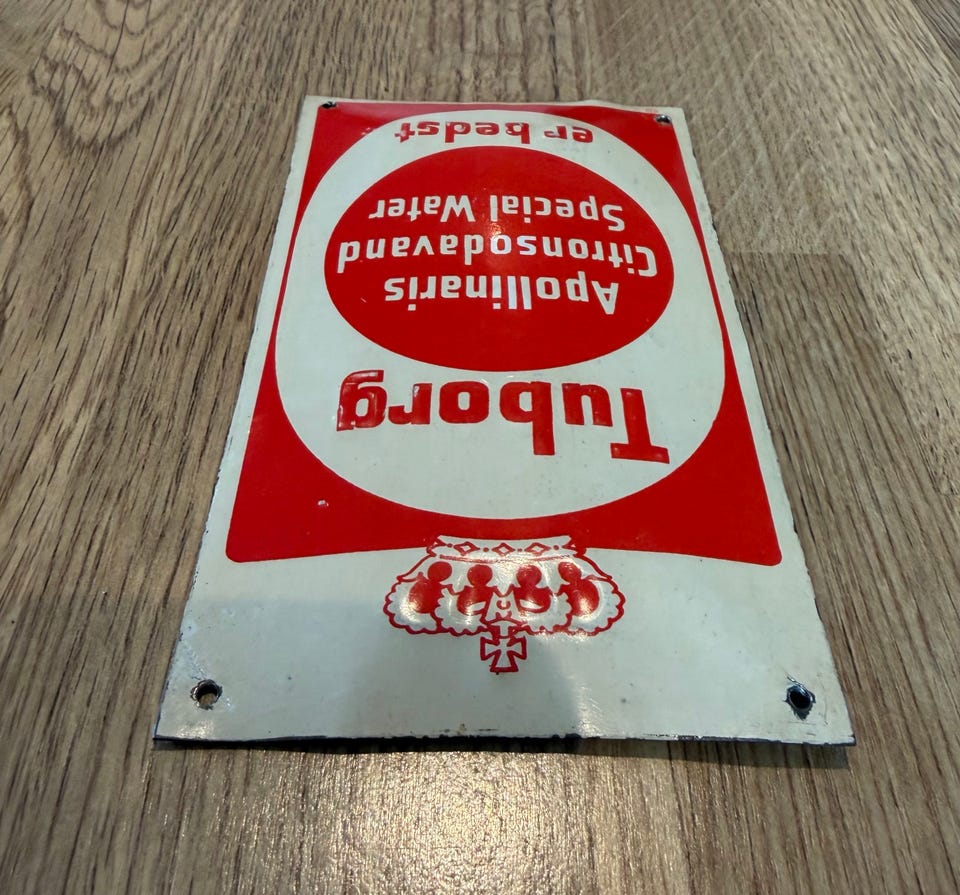 Tuborg
Apollinaris
Citronsodavand
Special Water
er bedst